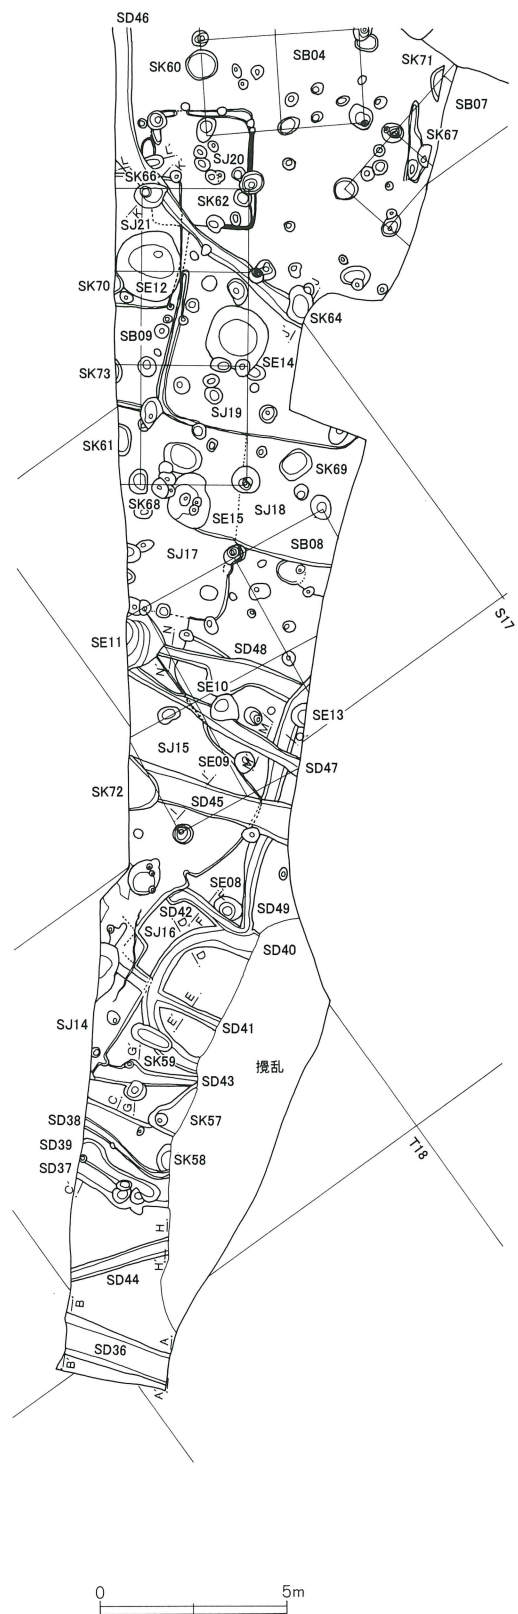 SD46
SK60
SB04
SK71
SB07
SK67
SJ20
SK66
SK62
SJ21
SE12
SK70
SK64
SB09
SE14
SK73
SJ19
SK61
SK69
SK68
SE15
SJ18
SJ17
SB08
S17
SE11
SD48
SE10
SE13
SJ15
SE09
SD47
SK72
SD45
SE08
SD42
SD49
SJ16
SD40
SD41
SJ14
SK59
攪乱
SD43
SD38
SK57
SD39
SK58
SD37
T18
SD44
SD36
L
L'
K
K'
J
J'
N
N'
O
M
M'
I
I'
F
F'
D
D'
E
E'
G
G'
C
C'
H
H'
B
B'
A
A'
0 5m